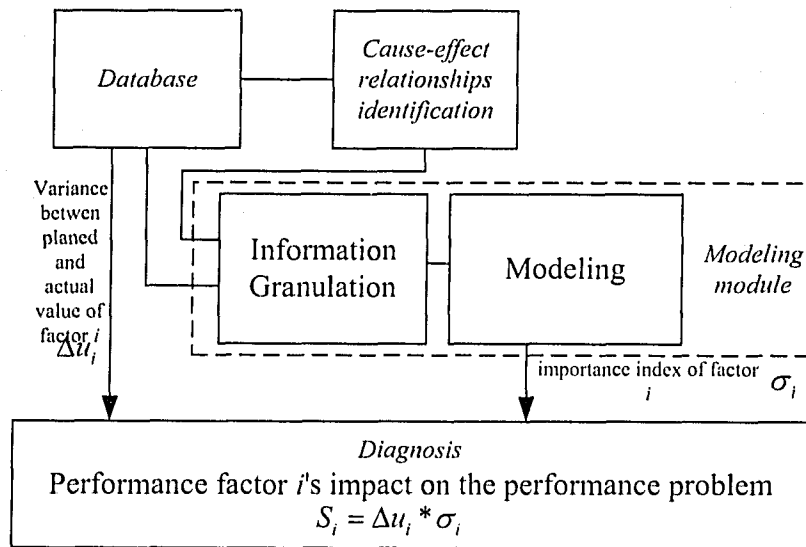 Database
Cause-effect
relationships
identification
Variance
betwen
planed
and
actual
value of
factor i
Δu_i
Information
Granulation
Modeling
Modeling
module
importance index of factor
i
σ_i
Diagnosis
Performance factor i's impact on the performance problem
S_i = Δu_i * σ_i